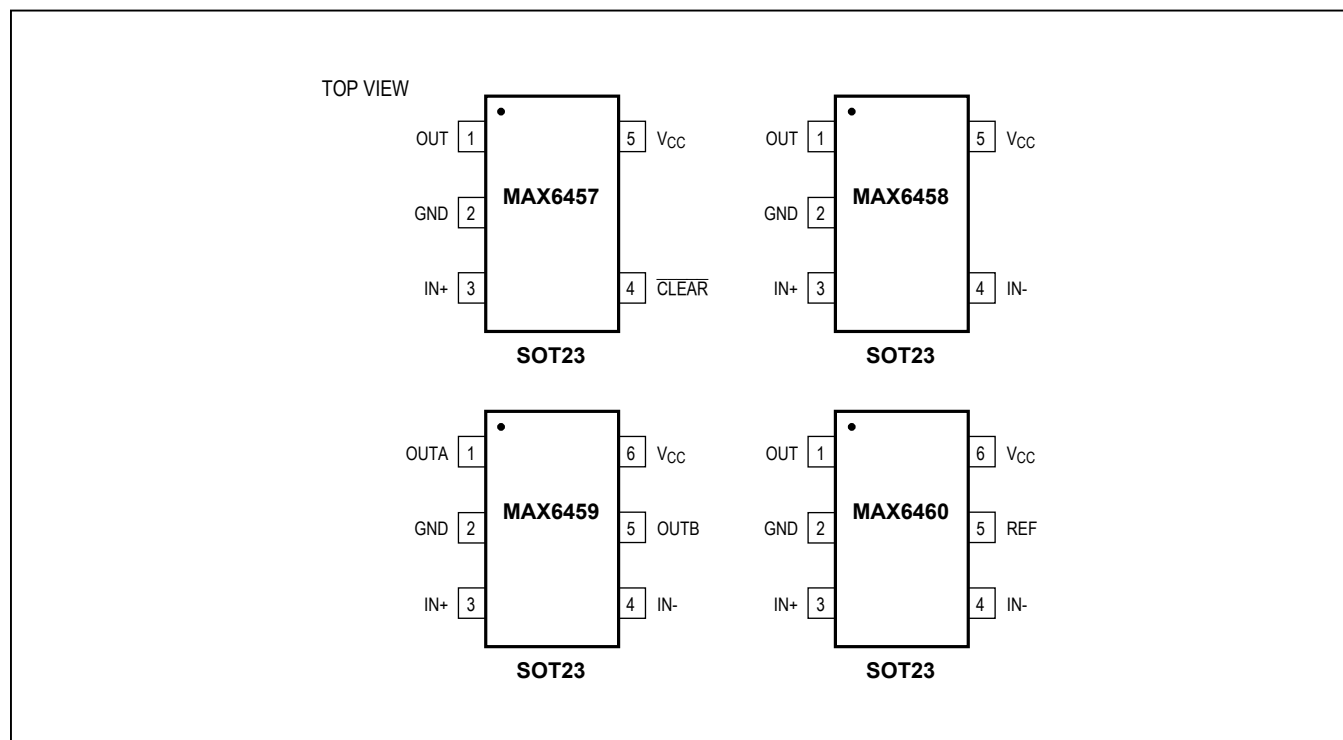 TOP VIEW
OUT 1 5 VCC
MAX6457
GND 2
IN+ 3 4 CLEAR
SOT23
OUT 1 5 VCC
MAX6458
GND 2
IN+ 3 4 IN-
SOT23
OUTA 1 6 VCC
MAX6459
GND 2 5 OUTB
IN+ 3 4 IN-
SOT23
OUT 1 6 VCC
MAX6460
GND 2 5 REF
IN+ 3 4 IN-
SOT23